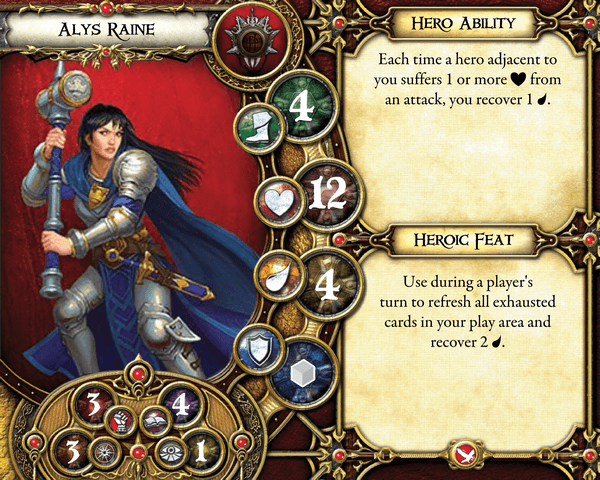 ALYS RAINE
4
12
4
3
4
3
1
HERO ABILITY
Each time a hero adjacent to
you suffers 1 or more from
an attack, you recover 1 .
HEROIC FEAT
Use during a player's
turn to refresh all exhausted
cards in your play area and
recover 2 .